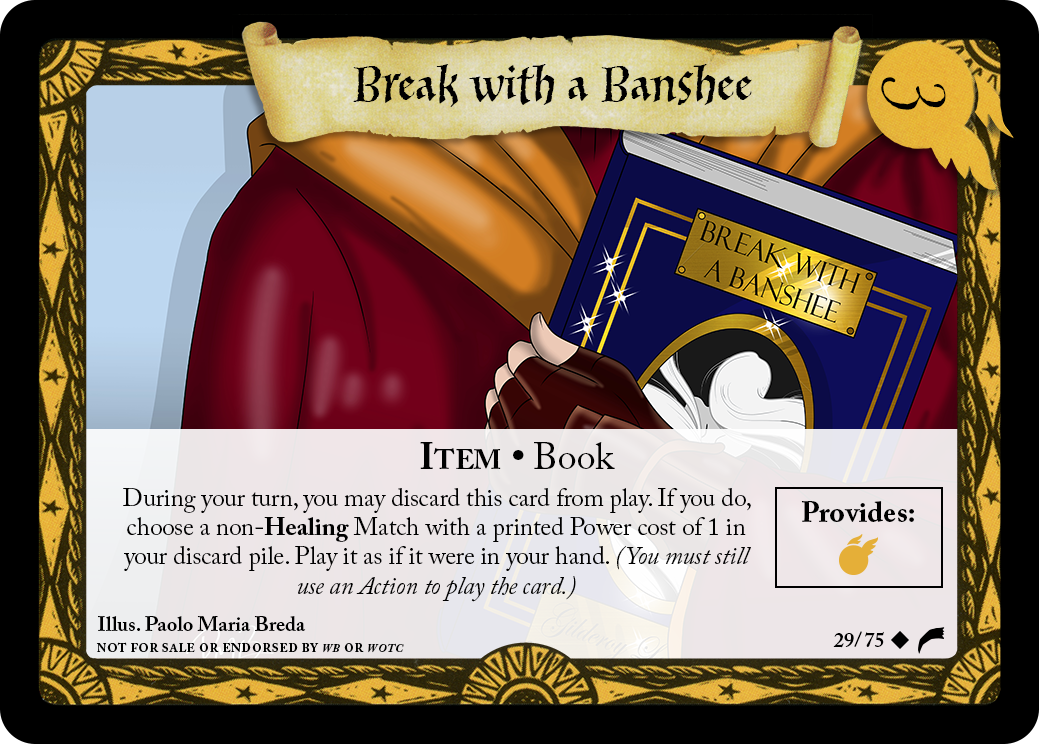 Break with a Banshee
3
BREAK WITH
A BANSHEE
ITEM • Book
During your turn, you may discard this card from play. If you do,
choose a non-Healing Match with a printed Power cost of 1 in
your discard pile. Play it as if it were in your hand. (You must still
use an Action to play the card.)
Provides:
Illus. Paolo Maria Breda
NOT FOR SALE OR ENDORSED BY WB OR WOTC
29/75
Gilderoy